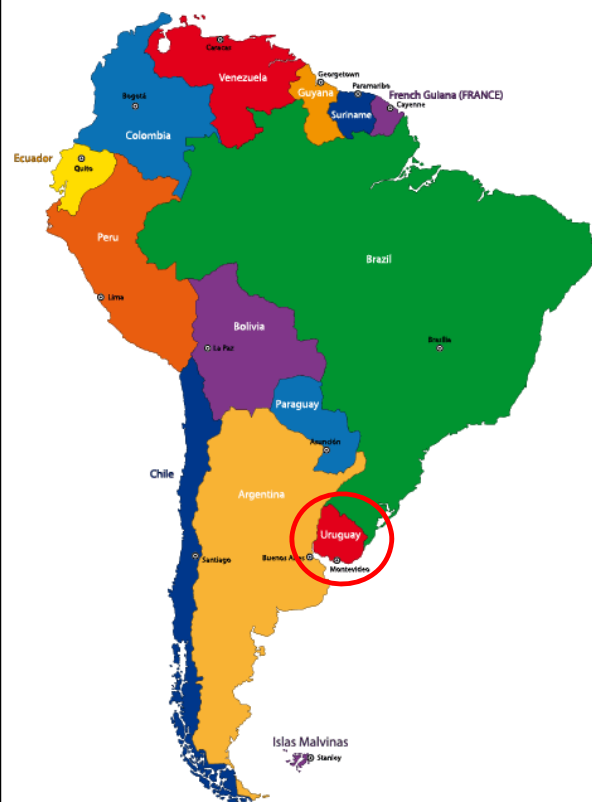 Caracas
Venezuela
Georgetown
Guyana
Paramaribo
French Guiana (FRANCE)
Cayenne
Suriname
Bogotá
Colombia
Ecuador
Quito
Peru
Brazil
Lima
Bolivia
La Paz
Brasilia
Paraguay
Asunción
Chile
Argentina
Uruguay
Santiago
Buenos Aires
Montevideo
Islas Malvinas
Stanley